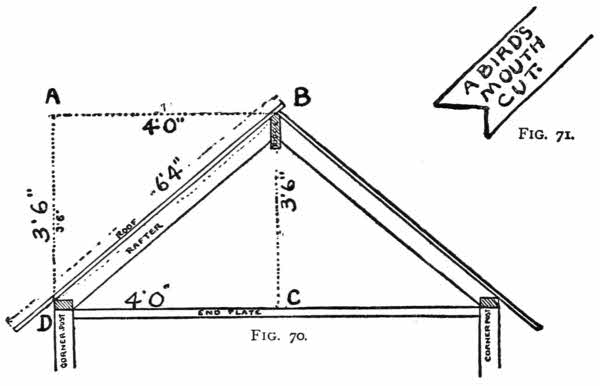 A
B
4'0"
6'4"
3'6"
3'6"
3'6"
ROOF
RAFTER
D
4'0"
C
END PLATE
CORNER POST
CORNER POST
FIG. 70.
A BIRD'S
MOUTH
CUT.
FIG. 71.